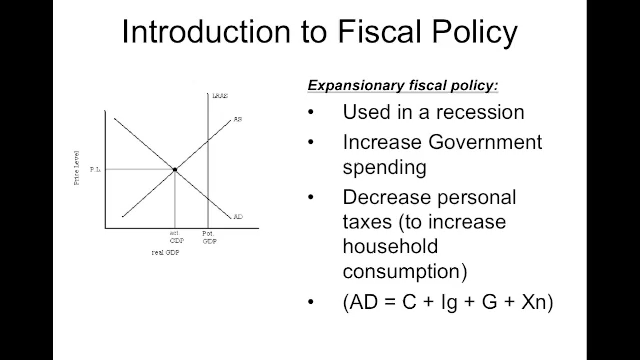 Introduction to Fiscal Policy
Expansionary fiscal policy:
• Used in a recession
• Increase Government
spending
• Decrease personal
taxes (to increase
household
consumption)
• (AD = C + Ig + G + Xn)
LRAS
AS
Price Level
P.L.
AD
act. Pot.
GDP GDP
real GDP